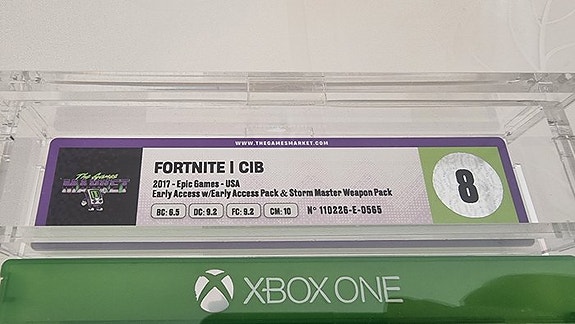 WWW.THEGAMESMARKET.COM
The Games
MARKET
FORTNITE | CIB
2017 - Epic Games - USA
Early Access w/Early Access Pack & Storm Master Weapon Pack
BC: 6.5 DC: 9.2 FC: 9.2 CM: 10 N° 110226-E-0565
8
XBOX ONE